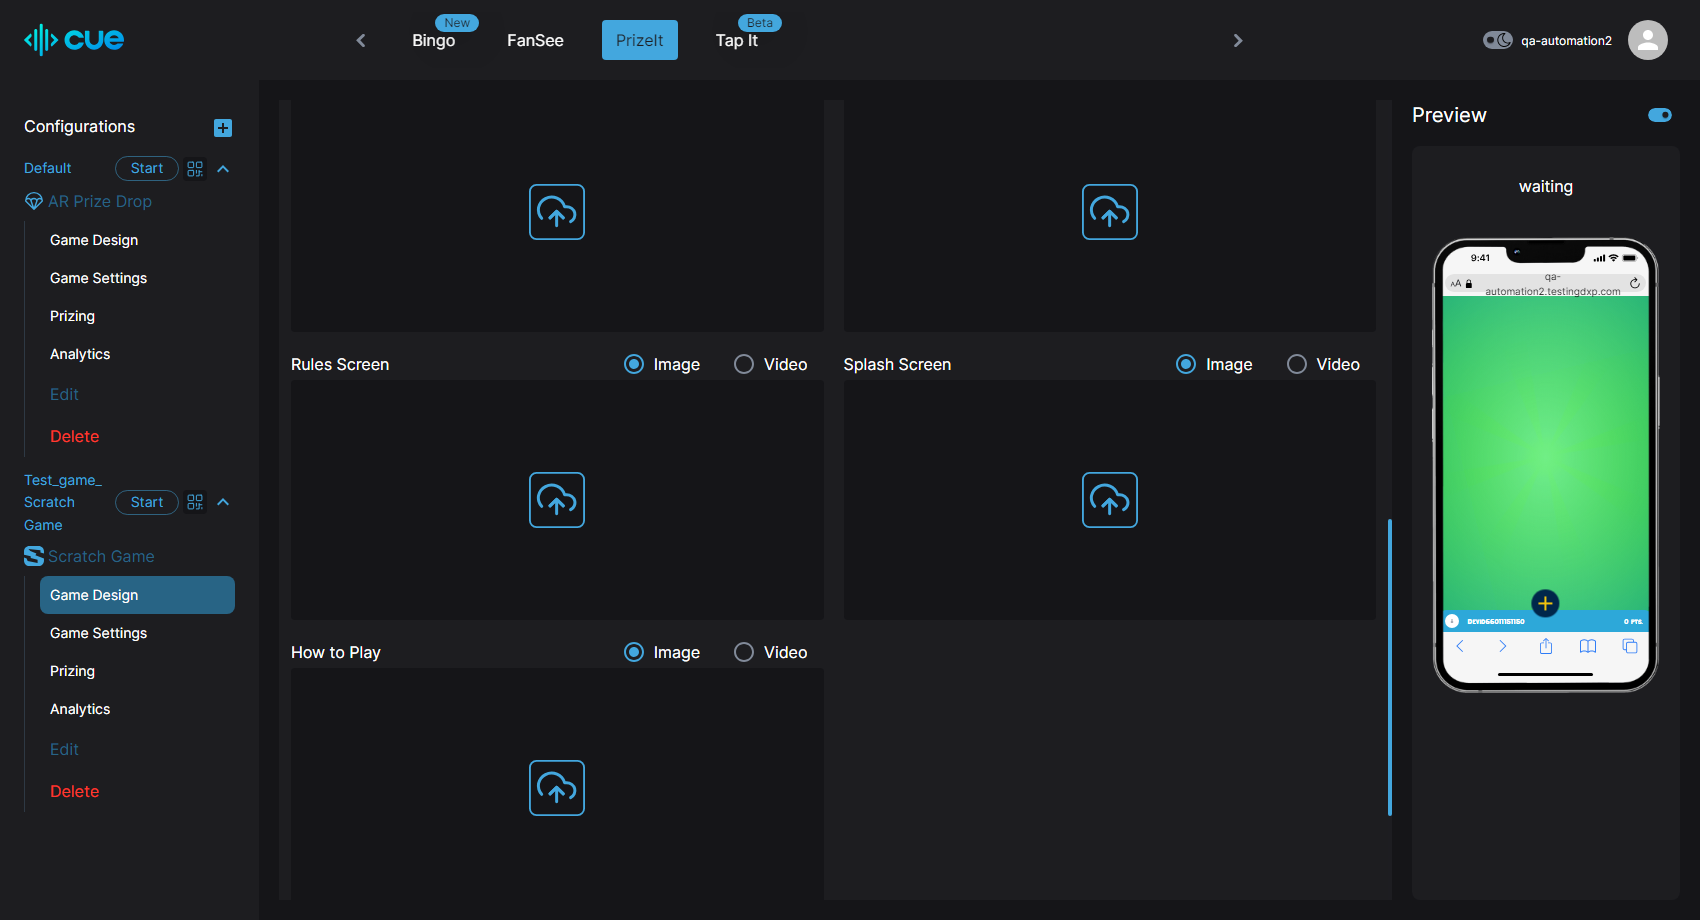 cue
New
Bingo
FanSee
PrizeIt
Beta
Tap It
qa-automation2
Configurations
Default
Start
AR Prize Drop
Game Design
Game Settings
Prizing
Analytics
Edit
Delete
Test_game_
Scratch
Game
Start
Scratch Game
Game Design
Game Settings
Prizing
Analytics
Edit
Delete
Rules Screen
Image
Video
Splash Screen
Image
Video
How to Play
Image
Video
Preview
waiting
9:41
AA
qa-
automation2.testingdxp.com
0 PTS.